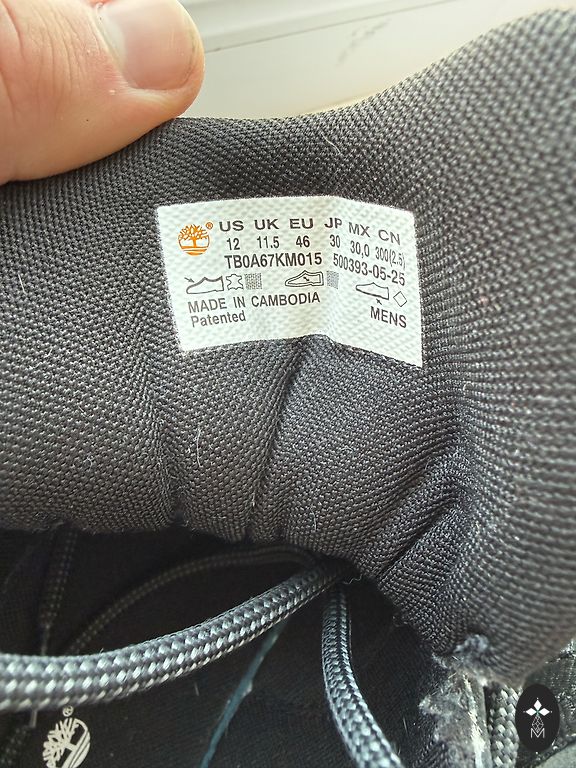 US UK EU JP MX CN
12 11.5 46 30 30,0 300(2.5)
TB0A67KM015 500393-05-25
MADE IN CAMBODIA
Patented MENS
M